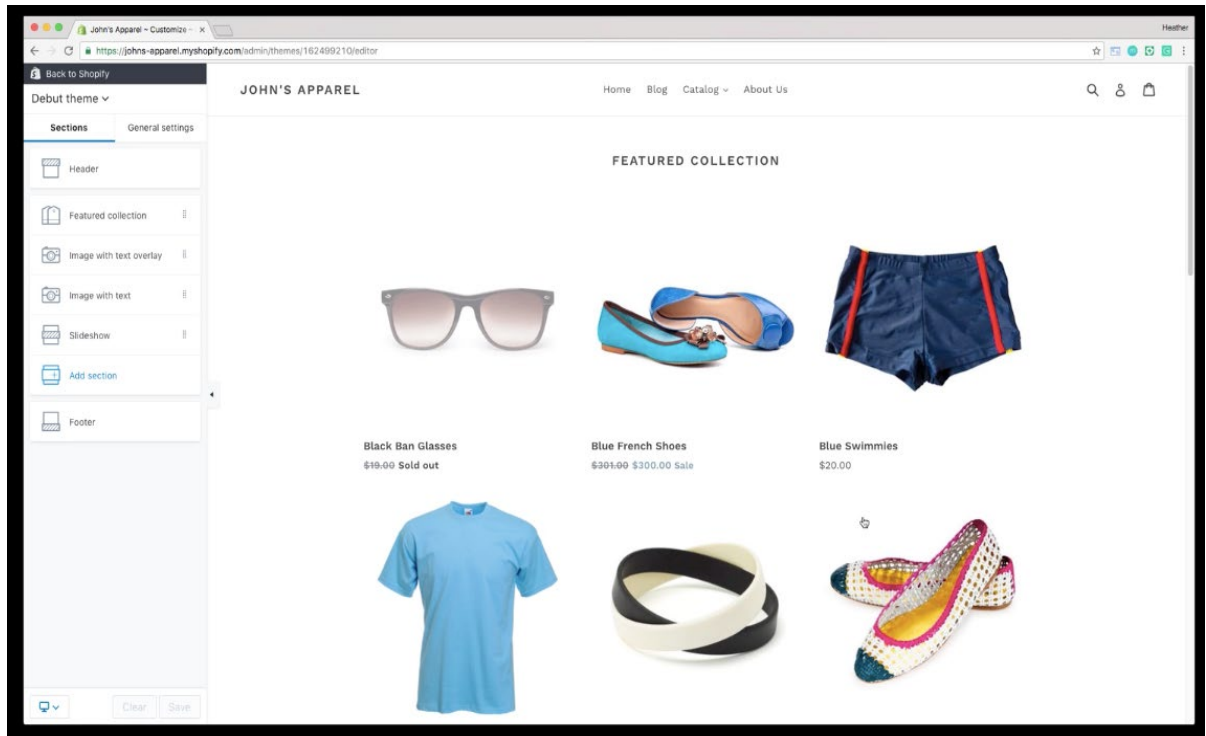 John's Apparel ~ Customize ~
Heather
https://johns-apparel.myshopify.com/admin/themes/162499210/editor
Back to Shopify
Debut theme
Sections General settings
Header
Featured collection
Image with text overlay
Image with text
Slideshow
Add section
Footer
Clear Save
JOHN'S APPAREL
Home Blog Catalog About Us
FEATURED COLLECTION
Black Ban Glasses
$19.00 Sold out
Blue French Shoes
$301.00 $300.00 Sale
Blue Swimmies
$20.00